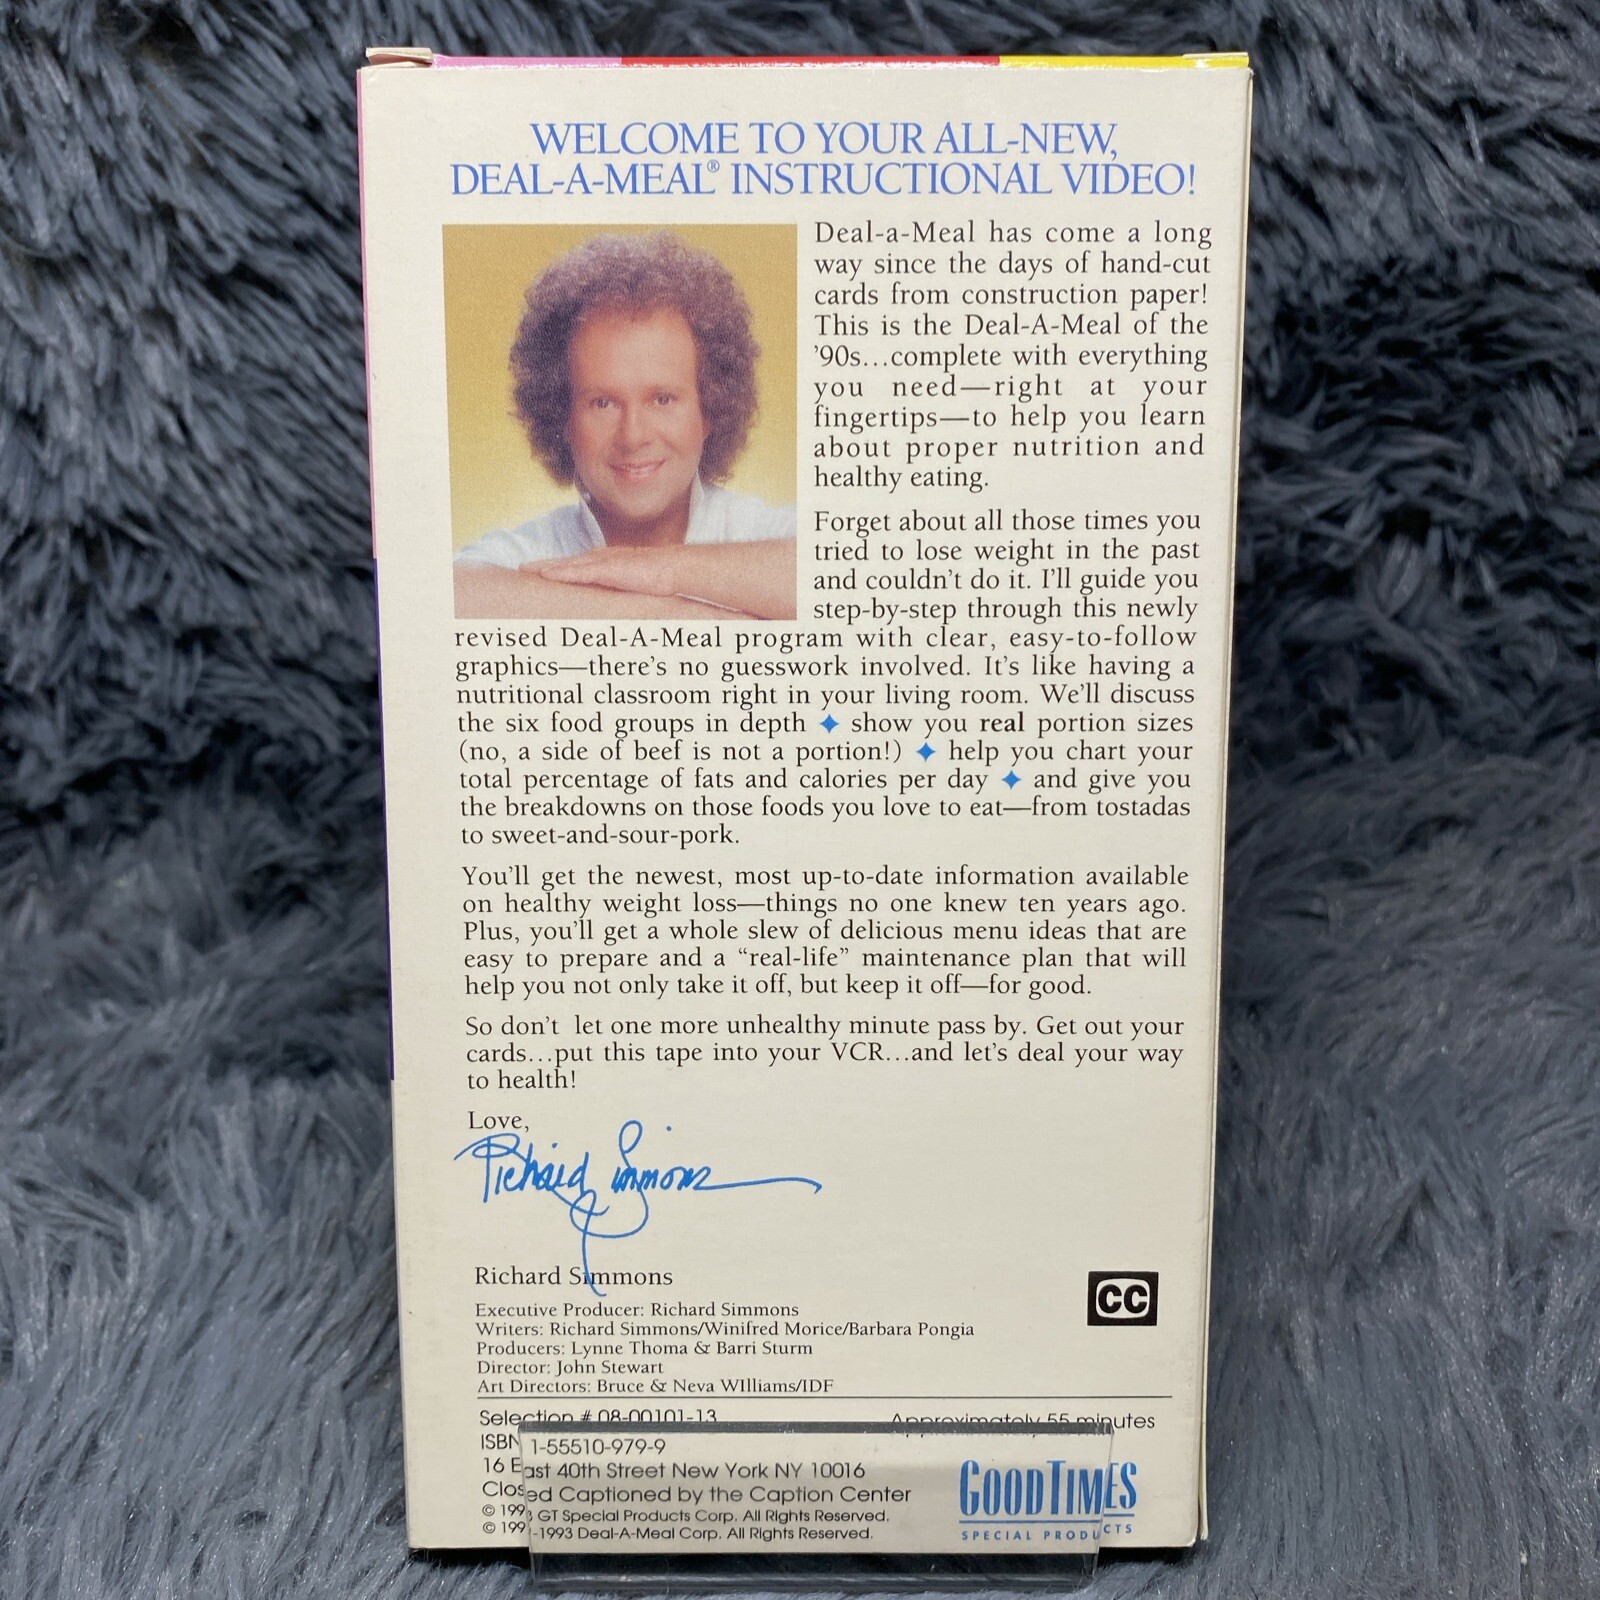 WELCOME TO YOUR ALL-NEW,
DEAL-A-MEAL® INSTRUCTIONAL VIDEO!
Deal-a-Meal has come a long
way since the days of hand-cut
cards from construction paper!
This is the Deal-A-Meal of the
'90s...complete with everything
you need—right at your
fingertips—to help you learn
about proper nutrition and
healthy eating.
Forget about all those times you
tried to lose weight in the past
and couldn't do it. I'll guide you
step-by-step through this newly
revised Deal-A-Meal program with clear, easy-to-follow
graphics—there's no guesswork involved. It's like having a
nutritional classroom right in your living room. We'll discuss
the six food groups in depth ✦ show you real portion sizes
(no, a side of beef is not a portion!) ✦ help you chart your
total percentage of fats and calories per day ✦ and give you
the breakdowns on those foods you love to eat—from tostadas
to sweet-and-sour-pork.
You'll get the newest, most up-to-date information available
on healthy weight loss—things no one knew ten years ago.
Plus, you'll get a whole slew of delicious menu ideas that are
easy to prepare and a “real-life” maintenance plan that will
help you not only take it off, but keep it off—for good.
So don't let one more unhealthy minute pass by. Get out your
cards...put this tape into your VCR...and let's deal your way
to health!
Love,
Richard Simmons
Richard Simmons
CC
Executive Producer: Richard Simmons
Writers: Richard Simmons/Winifred Morice/Barbara Pongia
Producers: Lynne Thoma & Barri Sturm
Director: John Stewart
Art Directors: Bruce & Neva WIlliams/IDF
Selection # 08-00101-13 Approximately 55 minutes
ISBN 1-55510-979-9
16 East 40th Street New York NY 10016
Closed Captioned by the Caption Center
© 1993 GT Special Products Corp. All Rights Reserved.
© 199 -1993 Deal-A-Meal Corp. All Rights Reserved.
GOODTIMES
SPECIAL PRODUCTS